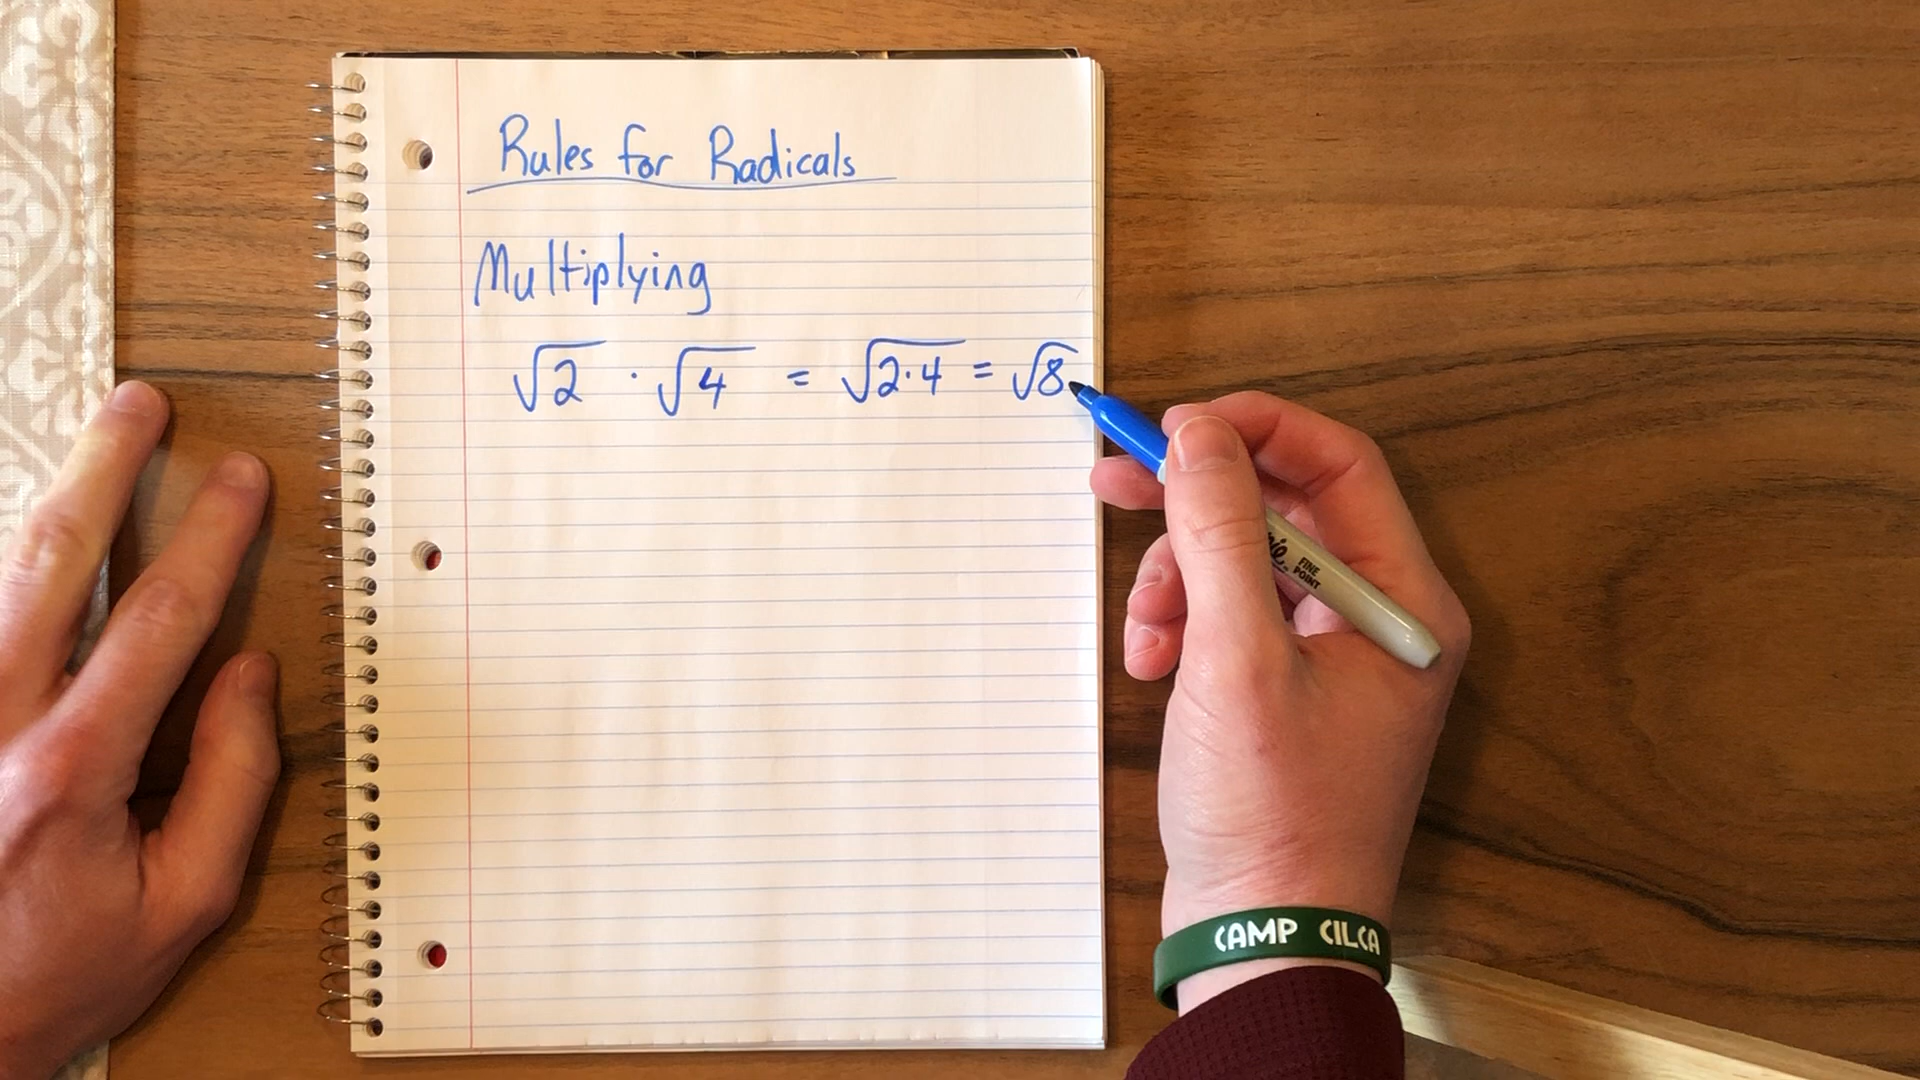 Rules for Radicals
Multiplying
√2 · √4 = √2·4 = √8
FINE
POINT
CAMP CILCA